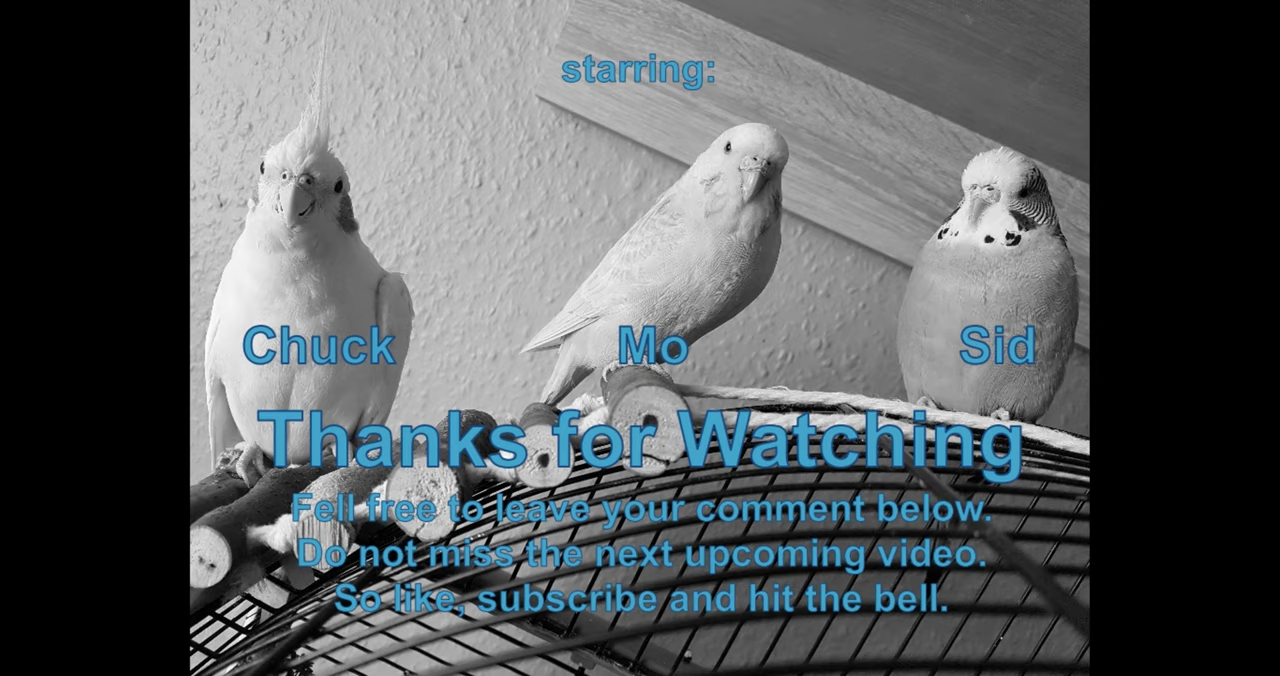 starring:
Chuck Mo Sid
Thanks for Watching
Fell free to leave your comment below.
Do not miss the next upcoming video.
So like, subscribe and hit the bell.